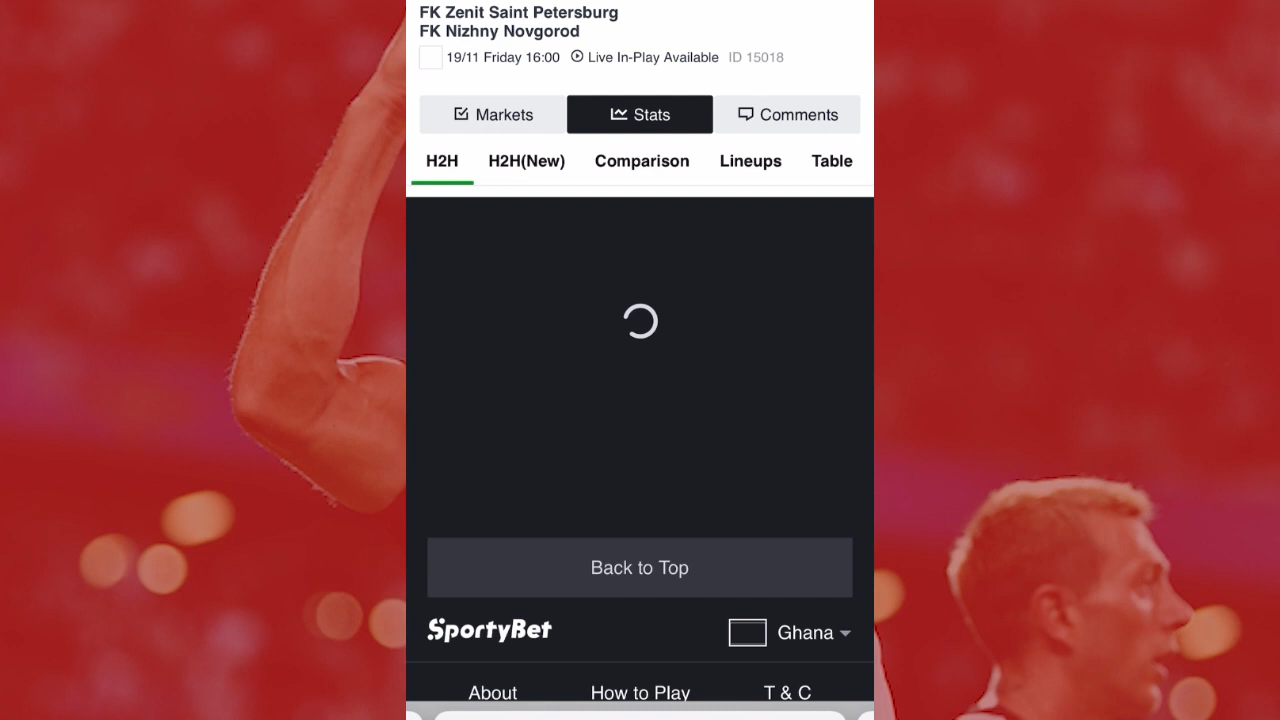 FK Zenit Saint Petersburg
FK Nizhny Novgorod
19/11 Friday 16:00 Live In-Play Available ID 15018
Markets Stats Comments
H2H H2H(New) Comparison Lineups Table
Back to Top
SportyBet Ghana
About How to Play T & C